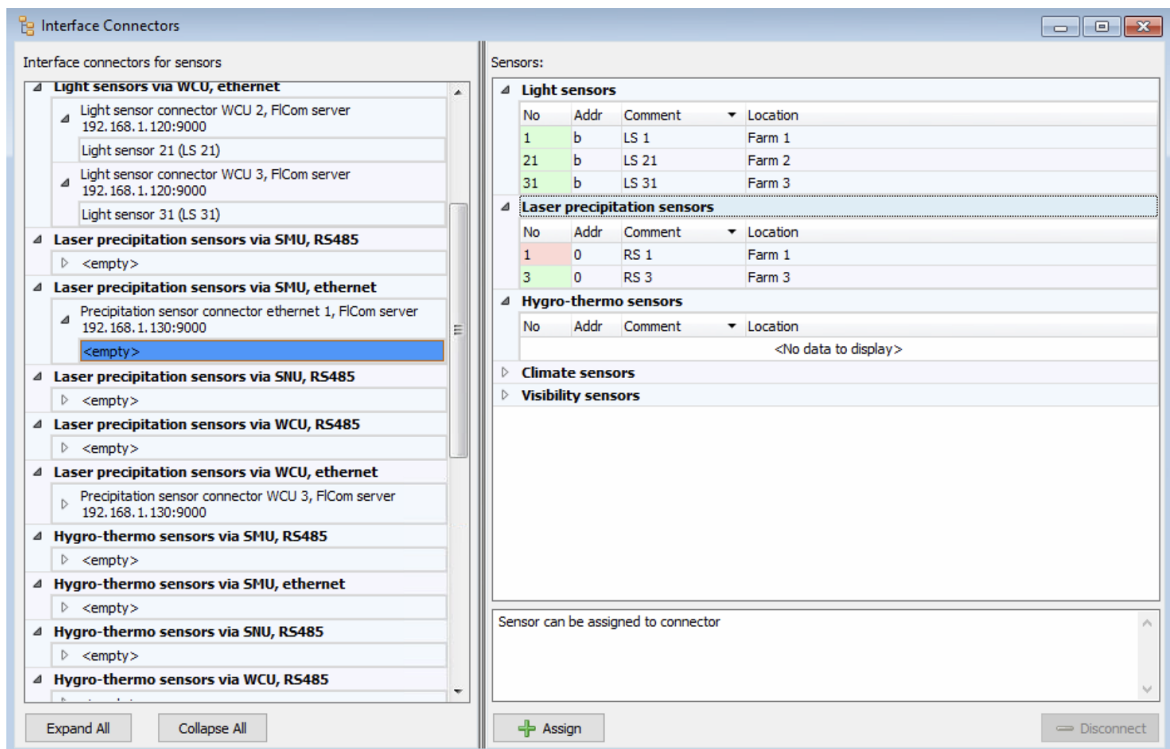 Interface Connectors
Interface connectors for sensors
Light sensors via WCU, ethernet
Light sensor connector WCU 2, FlCom server
192.168.1.120:9000
Light sensor 21 (LS 21)
Light sensor connector WCU 3, FlCom server
192.168.1.120:9000
Light sensor 31 (LS 31)
Laser precipitation sensors via SMU, RS485
<empty>
Laser precipitation sensors via SMU, ethernet
Precipitation sensor connector ethernet 1, FlCom server
192.168.1.130:9000
<empty>
Laser precipitation sensors via SNU, RS485
<empty>
Laser precipitation sensors via WCU, RS485
<empty>
Laser precipitation sensors via WCU, ethernet
Precipitation sensor connector WCU 3, FlCom server
192.168.1.130:9000
Hygro-thermo sensors via SMU, RS485
<empty>
Hygro-thermo sensors via SMU, ethernet
<empty>
Hygro-thermo sensors via SNU, RS485
<empty>
Hygro-thermo sensors via WCU, RS485
Expand All Collapse All
Sensors:
Light sensors
No Addr Comment Location
1 b LS 1 Farm 1
21 b LS 21 Farm 2
31 b LS 31 Farm 3
Laser precipitation sensors
No Addr Comment Location
1 0 RS 1 Farm 1
3 0 RS 3 Farm 3
Hygro-thermo sensors
No Addr Comment Location
<No data to display>
Climate sensors
Visibility sensors
Sensor can be assigned to connector
Assign Disconnect